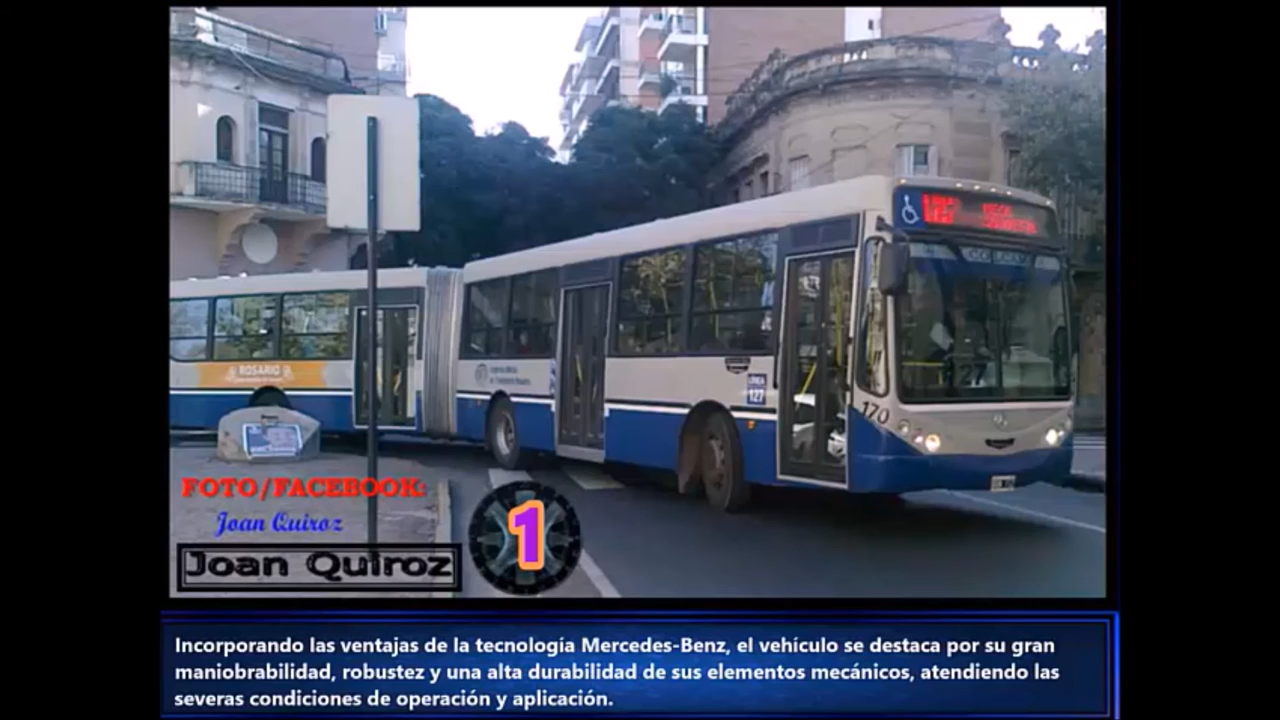 ROSARIO
LINEA
127
170
127
FOTO/FACEBOOK:
Joan Quiroz
Joan Quiroz
1
Incorporando las ventajas de la tecnología Mercedes-Benz, el vehículo se destaca por su gran
maniobrabilidad, robustez y una alta durabilidad de sus elementos mecánicos, atendiendo las
severas condiciones de operación y aplicación.